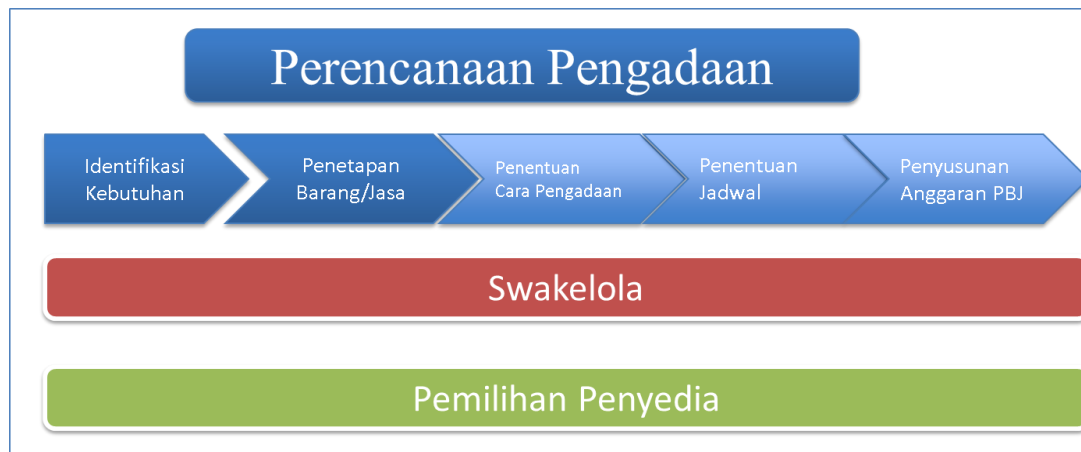 Perencanaan Pengadaan
Identifikasi
Kebutuhan
Penetapan
Barang/Jasa
Penentuan
Cara Pengadaan
Penentuan
Jadwal
Penyusunan
Anggaran PBJ
Swakelola
Pemilihan Penyedia